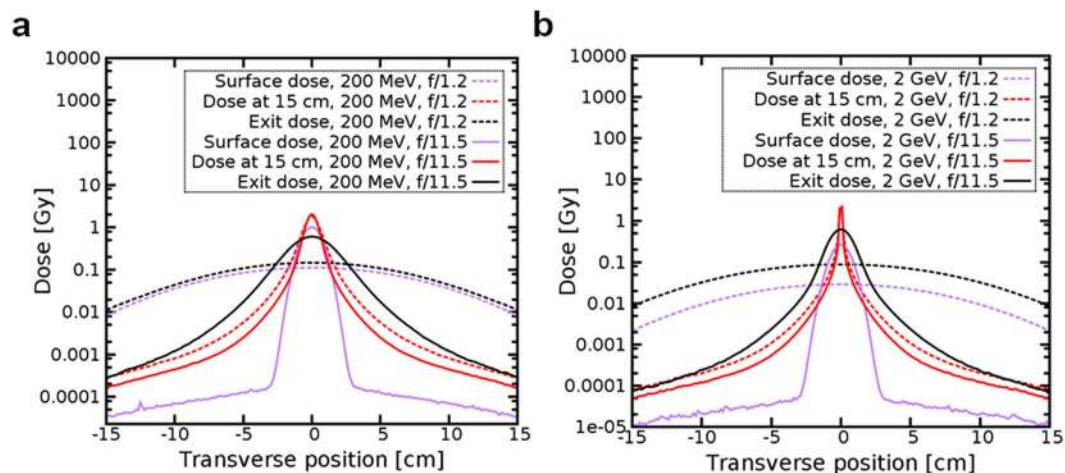 a
10000
1000
100
10
1
0.1
0.01
0.001
0.0001
Dose [Gy]
Surface dose, 200 MeV, f/1.2
Dose at 15 cm, 200 MeV, f/1.2
Exit dose, 200 MeV, f/1.2
Surface dose, 200 MeV, f/11.5
Dose at 15 cm, 200 MeV, f/11.5
Exit dose, 200 MeV, f/11.5
-15 -10 -5 0 5 10 15
Transverse position [cm]
b
10000
1000
100
10
1
0.1
0.01
0.001
0.0001
1e-05
Dose [Gy]
Surface dose, 2 GeV, f/1.2
Dose at 15 cm, 2 GeV, f/1.2
Exit dose, 2 GeV, f/1.2
Surface dose, 2 GeV, f/11.5
Dose at 15 cm, 2 GeV, f/11.5
Exit dose, 2 GeV, f/11.5
-15 -10 -5 0 5 10 15
Transverse position [cm]